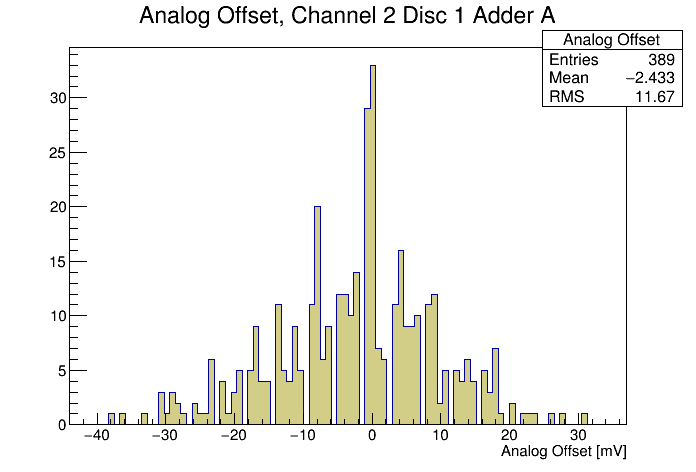 Analog Offset, Channel 2 Disc 1 Adder A
Analog Offset
Entries 389
Mean −2.433
RMS 11.67
30
25
20
15
10
5
0
−40 −30 −20 −10 0 10 20 30
Analog Offset [mV]